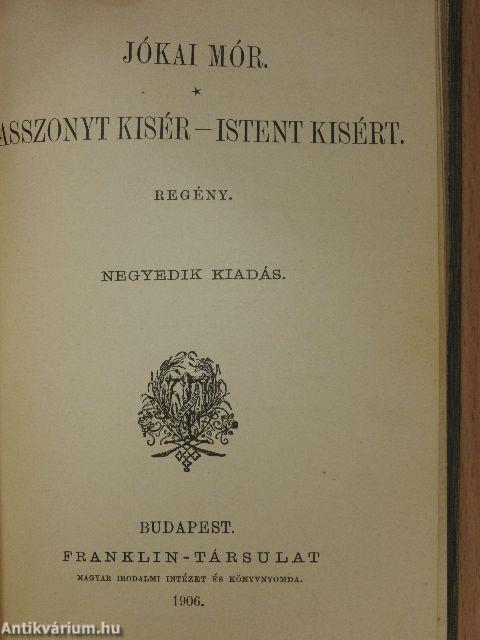 JÓKAI MÓR.
*
ASSZONYT KISÉR – ISTENT KISÉRT.
REGÉNY.
NEGYEDIK KIADÁS.
BUDAPEST.
FRANKLIN-TÁRSULAT
MAGYAR IRODALMI INTÉZET ÉS KÖNYVNYOMDA.
1906.
Antikvárium.hu